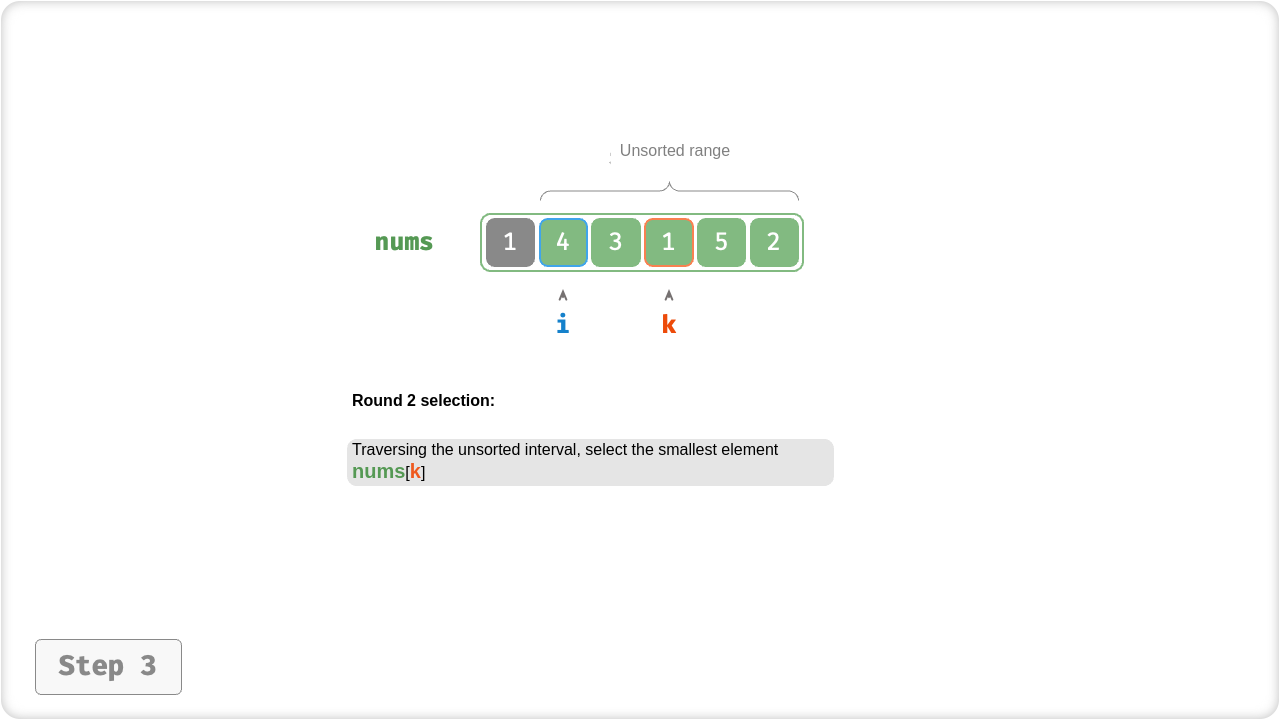 Unsorted range
nums 1 4 3 1 5 2
i k
Round 2 selection:
Traversing the unsorted interval, select the smallest element
nums[k]
Step 3